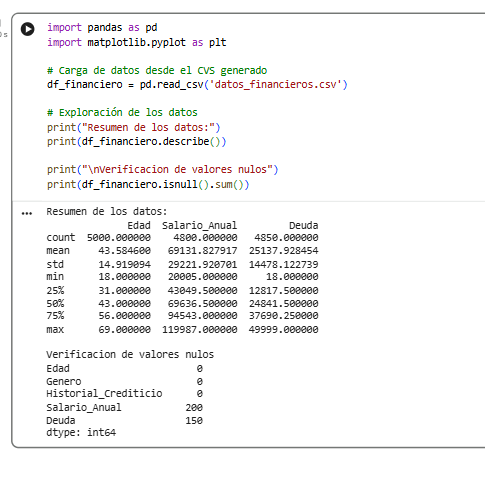 import pandas as pd
import matplotlib.pyplot as plt
# Carga de datos desde el CVS generado
df_financiero = pd.read_csv('datos_financieros.csv')
# Exploración de los datos
print("Resumen de los datos:")
print(df_financiero.describe())
print("\nVerificacion de valores nulos")
print(df_financiero.isnull().sum())
... Resumen de los datos:
Edad Salario_Anual Deuda
count 5000.000000 4800.000000 4850.000000
mean 43.584600 69131.827917 25137.928454
std 14.919094 29221.920701 14478.122739
min 18.000000 20005.000000 18.000000
25% 31.000000 43049.500000 12817.500000
50% 43.000000 69636.500000 24841.500000
75% 56.000000 94543.000000 37690.250000
max 69.000000 119987.000000 49999.000000
Verificacion de valores nulos
Edad 0
Genero 0
Historial_Crediticio 0
Salario_Anual 200
Deuda 150
dtype: int64